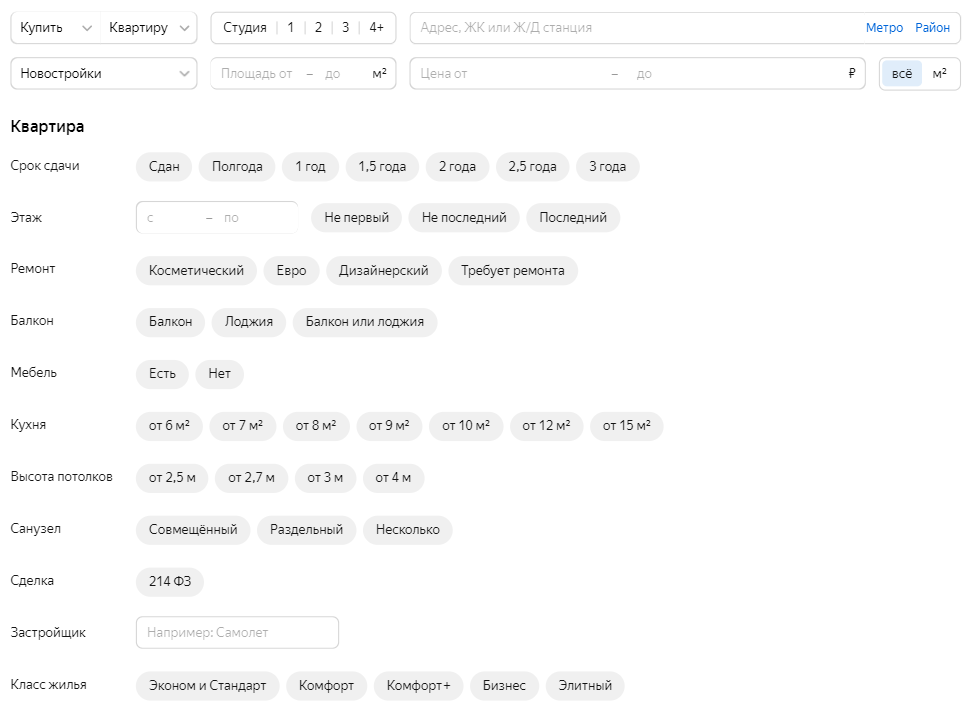 Купить Квартиру Студия 1 2 3 4+ Адрес, ЖК или Ж/Д станция Метро Район
Новостройки Площадь от – до м² Цена от – до ₽ всё м²
Квартира
Срок сдачи Сдан Полгода 1 год 1,5 года 2 года 2,5 года 3 года
Этаж с – по Не первый Не последний Последний
Ремонт Косметический Евро Дизайнерский Требует ремонта
Балкон Балкон Лоджия Балкон или лоджия
Мебель Есть Нет
Кухня от 6 м² от 7 м² от 8 м² от 9 м² от 10 м² от 12 м² от 15 м²
Высота потолков от 2,5 м от 2,7 м от 3 м от 4 м
Санузел Совмещённый Раздельный Несколько
Сделка 214 ФЗ
Застройщик Например: Самолет
Класс жилья Эконом и Стандарт Комфорт Комфорт+ Бизнес Элитный